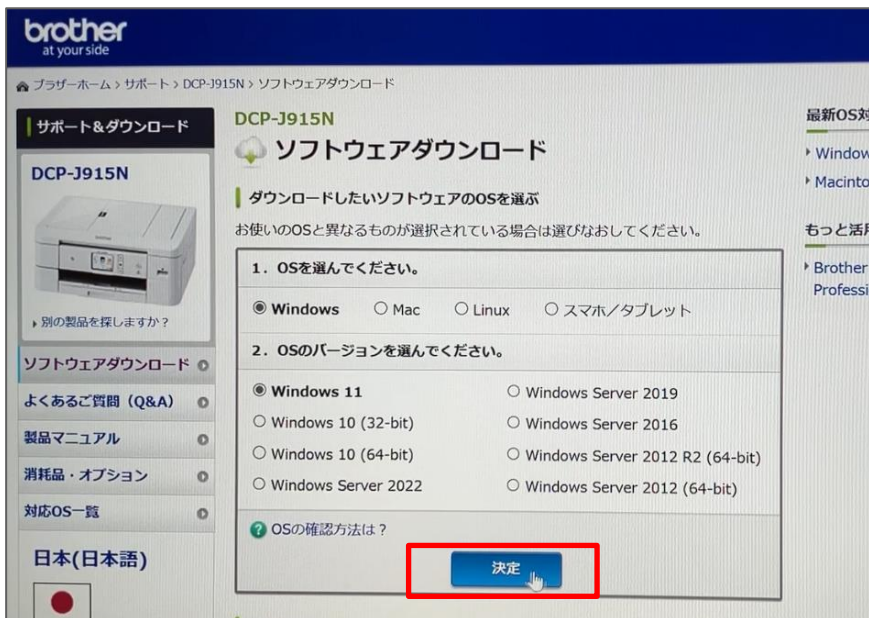 brother
at your side
ブラザーホーム > サポート > DCP-J915N > ソフトウェアダウンロード
サポート&ダウンロード
DCP-J915N
別の製品を探しますか?
ソフトウェアダウンロード
よくあるご質問(Q&A)
製品マニュアル
消耗品・オプション
対応OS一覧
日本(日本語)
DCP-J915N
ソフトウェアダウンロード
ダウンロードしたいソフトウェアのOSを選ぶ
お使いのOSと異なるものが選択されている場合は選びなおしてください。
1. OSを選んでください。
Windows Mac Linux スマホ/タブレット
2. OSのバージョンを選んでください。
Windows 11 Windows Server 2019
Windows 10 (32-bit) Windows Server 2016
Windows 10 (64-bit) Windows Server 2012 R2 (64-bit)
Windows Server 2022 Windows Server 2012 (64-bit)
OSの確認方法は?
決定
最新OS対
Window
Macinto
もっと活用
Brother
Professi